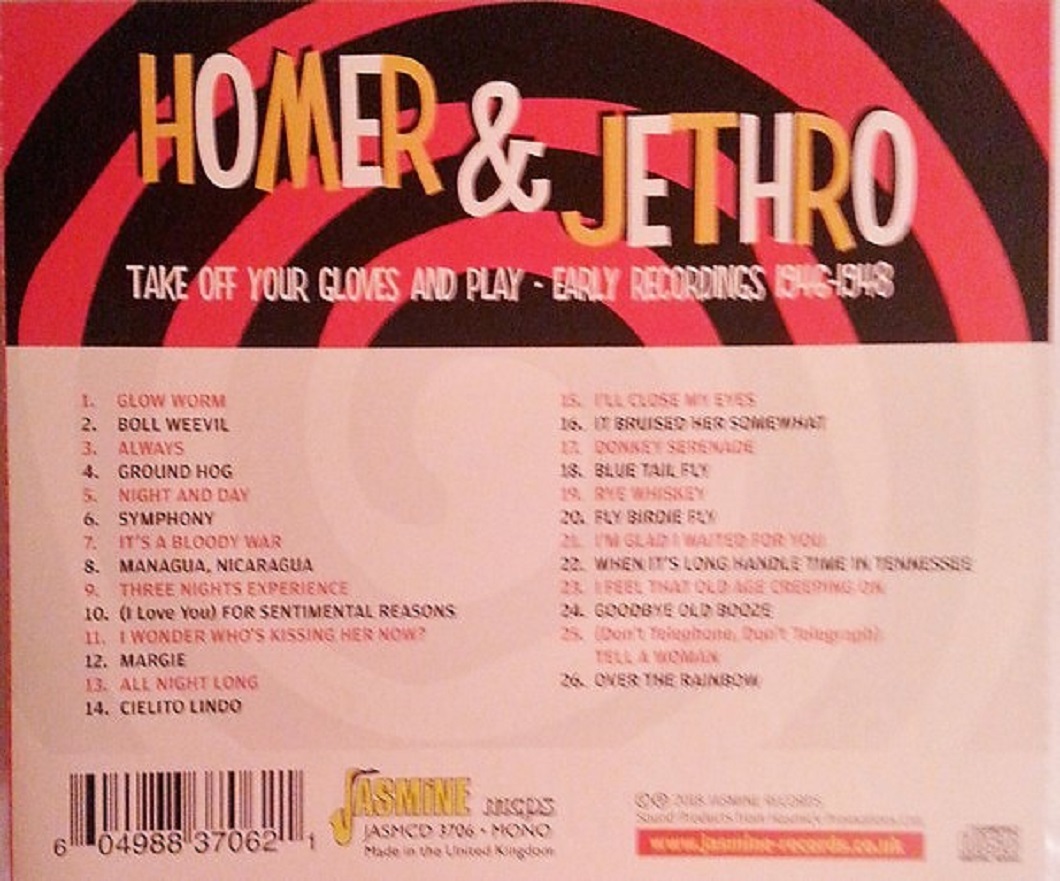 HOMER & JETHRO
TAKE OFF YOUR GLOVES AND PLAY - EARLY RECORDINGS 1946-1948
1. GLOW WORM
2. BOLL WEEVIL
3. ALWAYS
4. GROUND HOG
5. NIGHT AND DAY
6. SYMPHONY
7. IT'S A BLOODY WAR
8. MANAGUA, NICARAGUA
9. THREE NIGHTS EXPERIENCE
10. (I Love You) FOR SENTIMENTAL REASONS
11. I WONDER WHO'S KISSING HER NOW?
12. MARGIE
13. ALL NIGHT LONG
14. CIELITO LINDO
15. I'LL CLOSE MY EYES
16. IT BRUISED HER SOMEWHAT
17. DONKEY SERENADE
18. BLUE TAIL FLY
19. RYE WHISKEY
20. FLY BIRDIE FLY
21. I'M GLAD I WAITED FOR YOU
22. WHEN IT'S LONG HANDLE TIME IN TENNESSEE
23. I FEEL THAT OLD AGE CREEPING ON
24. GOODBYE OLD BOOZE
25. (Don't Telephone, Don't Telegraph)
TELL A WOMAN
26. OVER THE RAINBOW
6 04988 37062 1
JASMINE mcps
JASMCD 3706 • MONO
Made in the United Kingdom
©℗ 2018 JASMINE RECORDS
Sound Products from Hasmick Promotions Ltd.
www.jasmine-records.co.uk